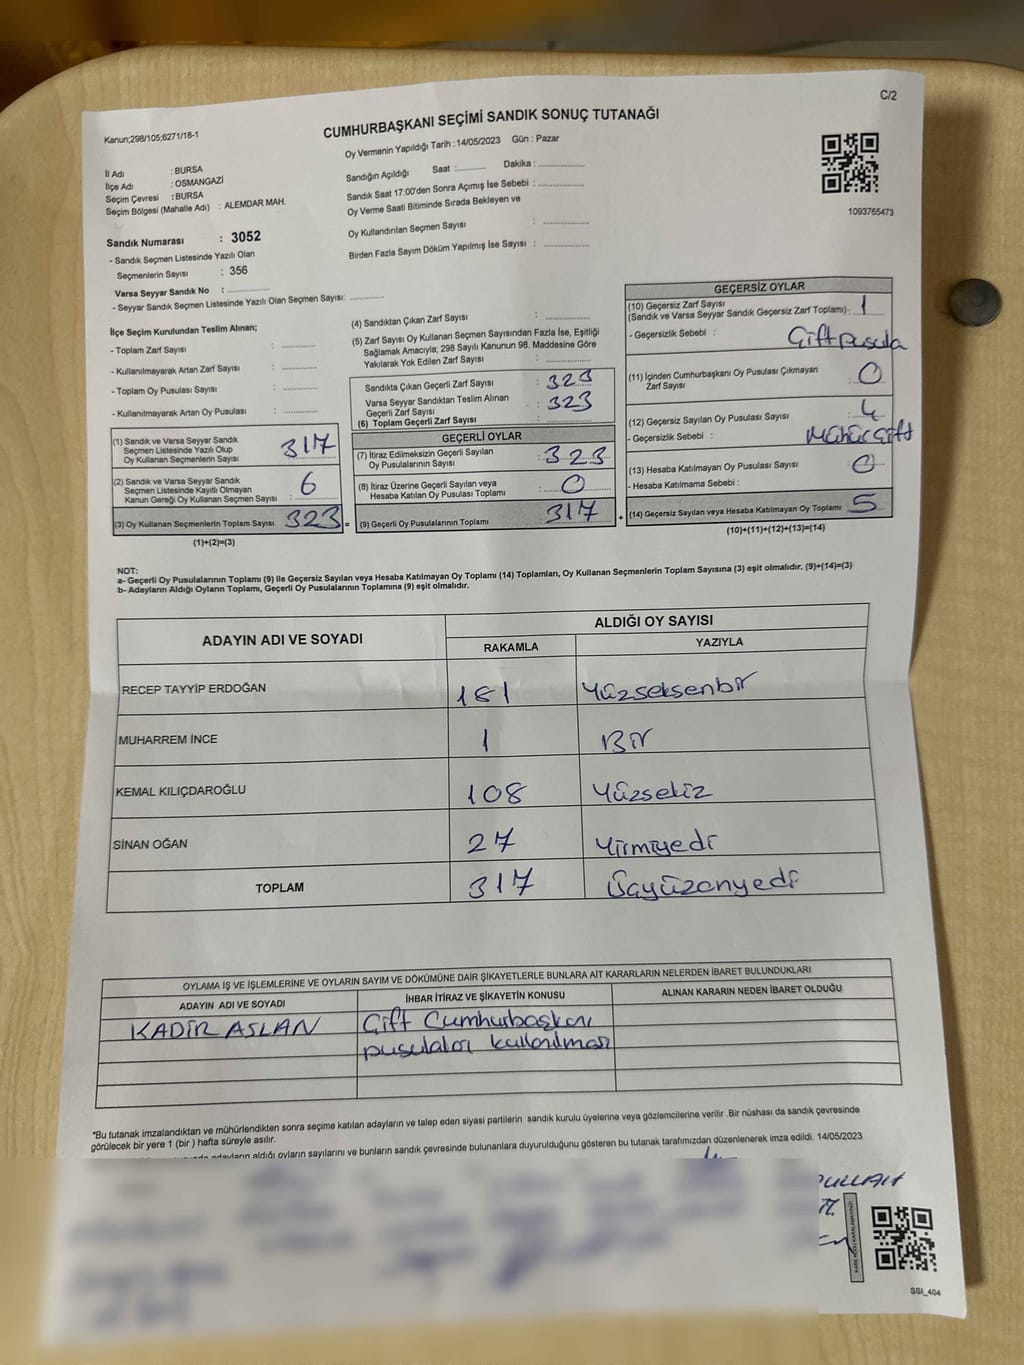 C/2
Kanun;298/105;6271/18-1
CUMHURBAŞKANI SEÇİMİ SANDIK SONUÇ TUTANAĞI
Oy Vermenin Yapıldığı Tarih :14/05/2023 Gün : Pazar
İl Adı : BURSA
İlçe Adı : OSMANGAZİ
Seçim Çevresi : BURSA
Seçim Bölgesi (Mahalle Adı) : ALEMDAR MAH.
Sandığın Açıldığı Saat :........... Dakika : ................
Sandık Saat 17:00'den Sonra Açımış İse Sebebi : ................
Oy Verme Saati Bitiminde Sırada Bekleyen ve
Oy Kullandırılan Seçmen Sayısı : ................
Birden Fazla Sayım Döküm Yapılmış İse Sayısı : ................
1093765473
Sandık Numarası : 3052
- Sandık Seçmen Listesinde Yazılı Olan
Seçmenlerin Sayısı : 356
Varsa Seyyar Sandık No : ...............
- Seyyar Sandık Seçmen Listesinde Yazılı Olan Seçmen Sayısı: ............
İlçe Seçim Kurulundan Teslim Alınan;
- Toplam Zarf Sayısı : ............
- Kullanılmayarak Artan Zarf Sayısı : ............
- Toplam Oy Pusulası Sayısı : ............
- Kullanılmayarak Artan Oy Pusulası : ............
(1) Sandık ve Varsa Seyyar Sandık
Seçmen Listesinde Yazılı Olup
Oy Kullanan Seçmenlerin Sayısı : 317
(2) Sandık ve Varsa Seyyar Sandık
Seçmen Listesinde Kayıtlı Olmayan
Kanun Gereği Oy Kullanan Seçmen Sayısı : 6
(3) Oy Kullanan Seçmenlerin Toplam Sayısı : 323 =
(1)+(2)=(3)
(4) Sandıktan Çıkan Zarf Sayısı : ................
(5) Zarf Sayısı Oy Kullanan Seçmen Sayısından Fazla İse, Eşitliği
Sağlamak Amacıyla; 298 Sayılı Kanunun 98. Maddesine Göre
Yakılarak Yok Edilen Zarf Sayısı : ................
Sandıkta Çıkan Geçerli Zarf Sayısı : 323
Varsa Seyyar Sandıktan Teslim Alınan
Geçerli Zarf Sayısı : 323
(6) Toplam Geçerli Zarf Sayısı : ................
GEÇERLİ OYLAR
(7) İtiraz Edilmeksizin Geçerli Sayılan
Oy Pusulalarının Sayısı : 323
(8) İtiraz Üzerine Geçerli Sayılan veya
Hesaba Katılan Oy Pusulası Toplamı : 0
(9) Geçerli Oy Pusulalarının Toplamı : 317 +
GEÇERSİZ OYLAR
(10) Geçersiz Zarf Sayısı
(Sandık ve Varsa Seyyar Sandık Geçersiz Zarf Toplamı) : 1
- Geçersizlik Sebebi : Çift pusula
(11) İçinden Cumhurbaşkanı Oy Pusulası Çıkmayan
Zarf Sayısı : 0
(12) Geçersiz Sayılan Oy Pusulası Sayısı : 4
- Geçersizlik Sebebi : Mühür çift
(13) Hesaba Katılmayan Oy Pusulası Sayısı : 0
- Hesaba Katılmama Sebebi :
(14) Geçersiz Sayılan veya Hesaba Katılmayan Oy Toplamı : 5
(10)+(11)+(12)+(13)=(14)
NOT:
a- Geçerli Oy Pusulalarının Toplamı (9) ile Geçersiz Sayılan veya Hesaba Katılmayan Oy Toplamı (14) Toplamları, Oy Kullanan Seçmenlerin Toplam Sayısına (3) eşit olmalıdır. (9)+(14)=(3)
b- Adayların Aldığı Oyların Toplamı, Geçerli Oy Pusulalarının Toplamına (9) eşit olmalıdır.
ADAYIN ADI VE SOYADI
ALDIĞI OY SAYISI
RAKAMLA YAZIYLA
RECEP TAYYİP ERDOĞAN 181 Yüzseksenbir
MUHARREM İNCE 1 Bir
KEMAL KILIÇDAROĞLU 108 Yüzsekiz
SİNAN OĞAN 27 Yirmiyedi
TOPLAM 317 Üçyüzonyedi
OYLAMA İŞ VE İŞLEMLERİNE VE OYLARIN SAYIM VE DÖKÜMÜNE DAİR ŞİKAYETLERLE BUNLARA AİT KARARLARIN NELERDEN İBARET BULUNDUKLARI
ADAYIN ADI VE SOYADI İHBAR İTİRAZ VE ŞİKAYETİN KONUSU ALINAN KARARIN NEDEN İBARET OLDUĞU
KADİR ASLAN Çift Cumhurbaşkanı
pusulaları kullanılması
*Bu tutanak imzalandıktan ve mühürlendikten sonra seçime katılan adayların ve talep eden siyasi partilerin sandık kurulu üyelerine veya gözlemcilerine verilir .Bir nüshası da sandık çevresinde
görülecek bir yere 1 (bir ) hafta süreyle asılır.
adayların aldığı oyların sayılarını ve bunların sandık çevresinde bulunanlara duyurulduğunu gösteren bu tutanak tarafımızdan düzenlenerek imza edildi. 14/05/2023
SSI_404